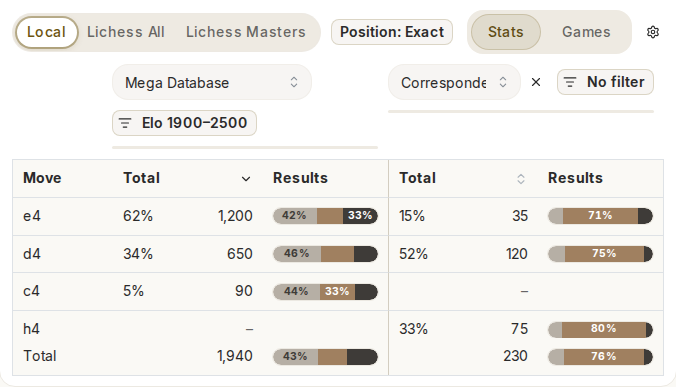 Local Lichess All Lichess Masters Position: Exact Stats Games
Mega Database Corresponde No filter
Elo 1900–2500
Move Total Results Total Results
e4 62% 1,200 42% 33% 15% 35 71%
d4 34% 650 46% 52% 120 75%
c4 5% 90 44% 33% –
h4 – 33% 75 80%
Total 1,940 43% 230 76%